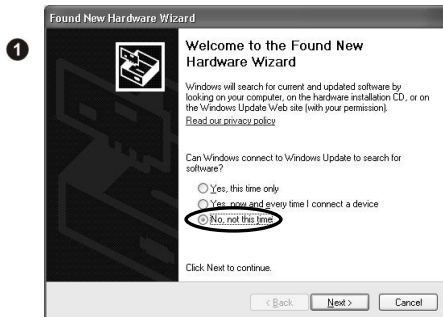 Found New Hardware Wizard
1
Welcome to the Found New
Hardware Wizard
Windows will search for current and updated software by
looking on your computer, on the hardware installation CD, or on
the Windows Update Web site (with your permission).
Read our privacy policy
Can Windows connect to Windows Update to search for
software?
Yes, this time only
Yes, now and every time I connect a device
No, not this time
Click Next to continue.
< Back
Next >
Cancel